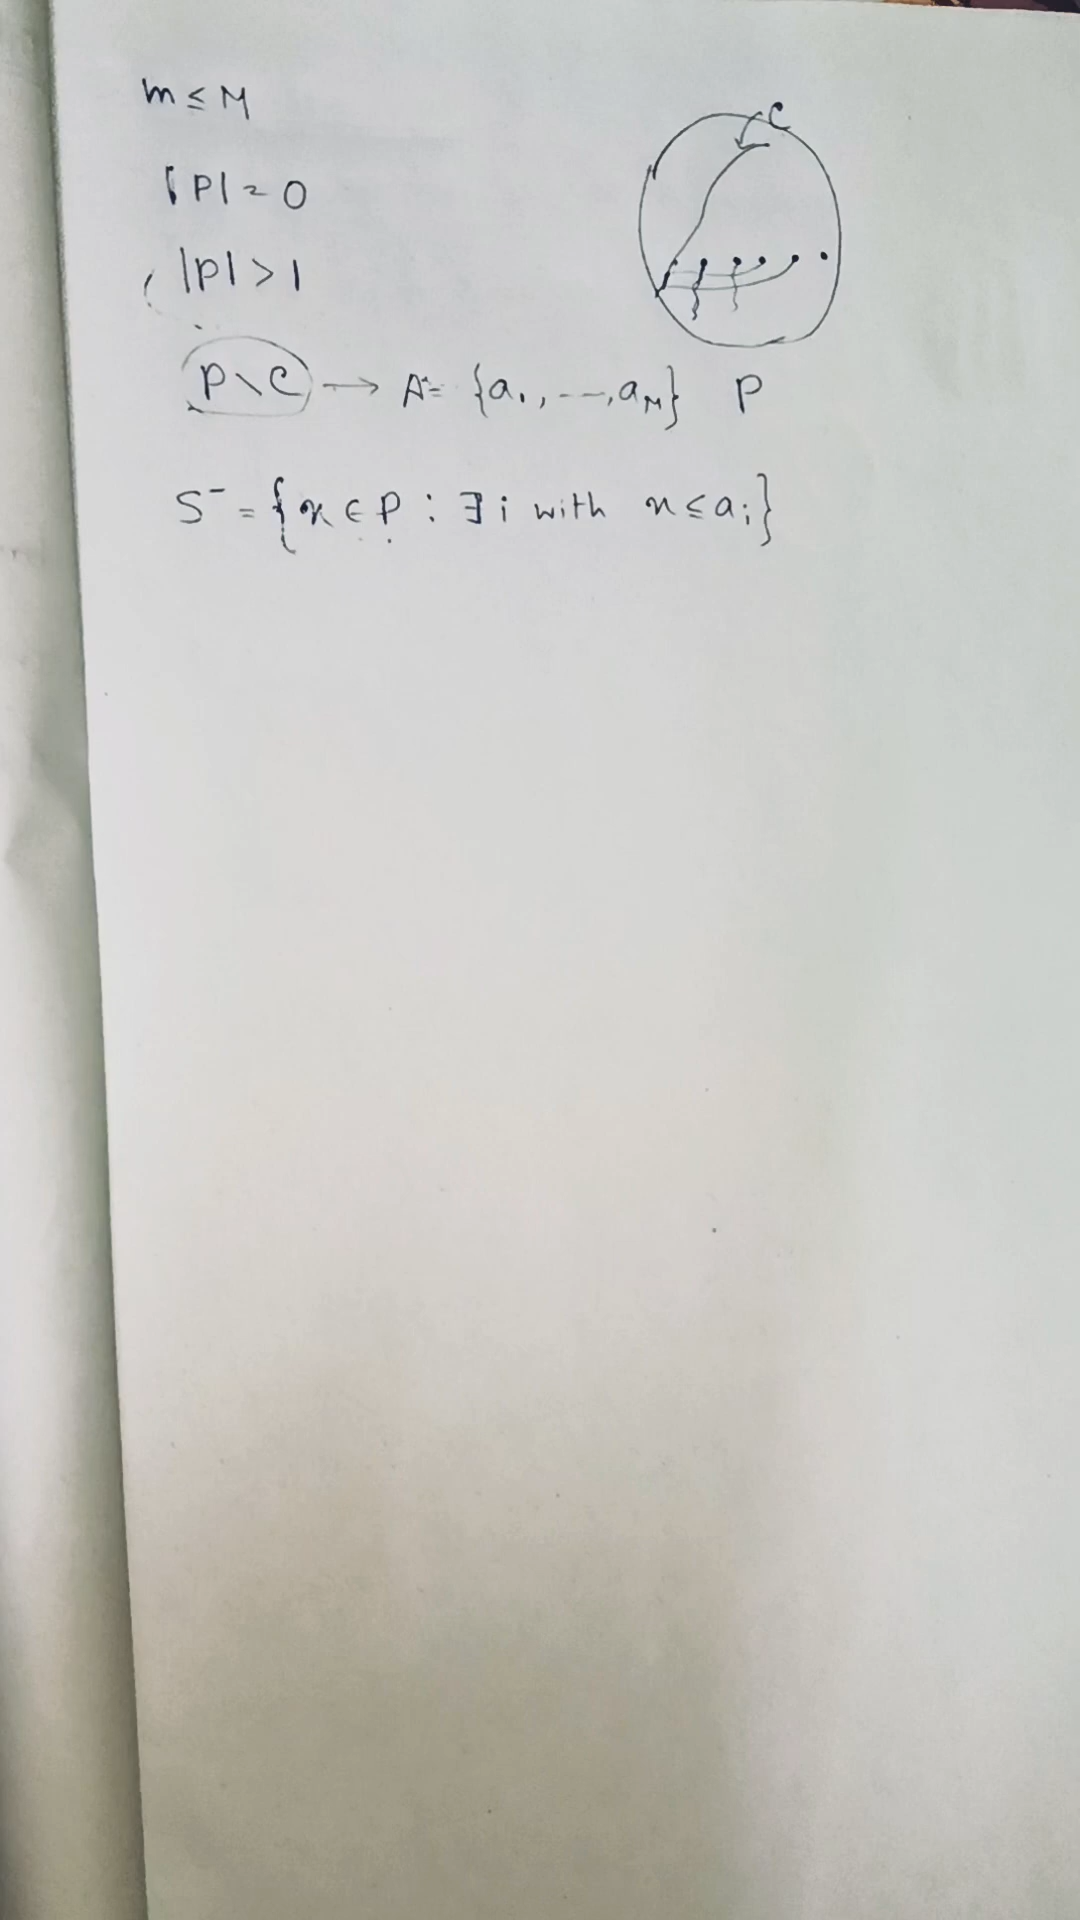 m ≤ M
C
|P| = 0
|P| > 1
P \ C → A = {a₁, ---, a_M} P
S⁻ = {x ∈ P : ∃ i with x ≤ aᵢ}